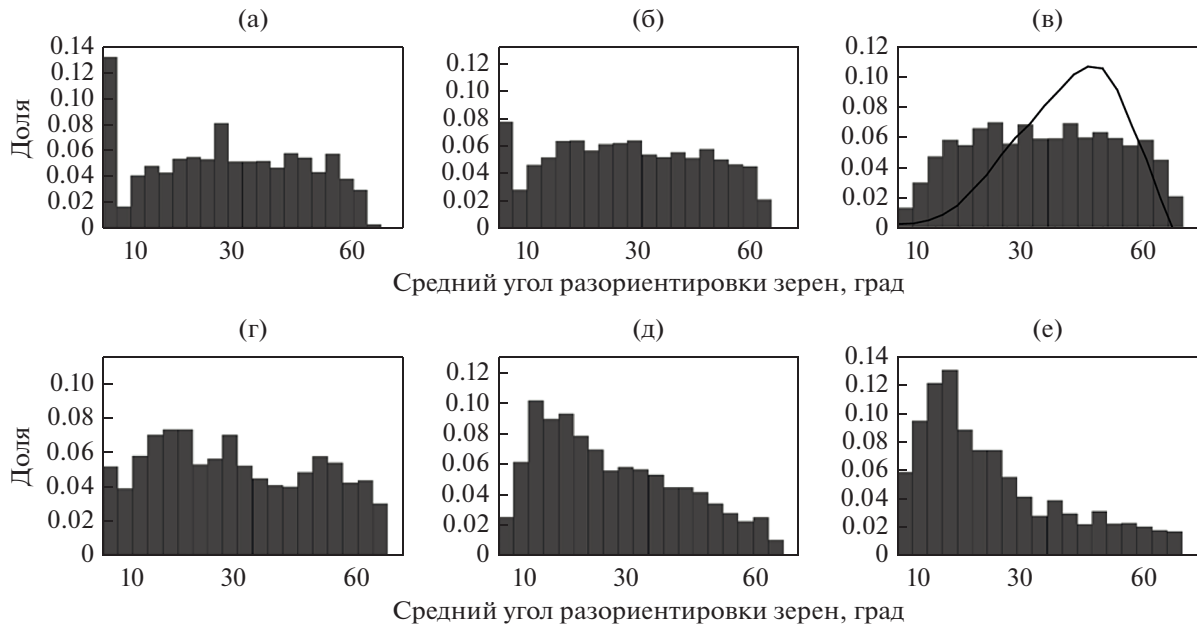 (а) (б) (в)
0.14 0.12 0.12
0.12 0.10 0.10
0.10 0.08 0.08
0.08 0.06 0.06
0.06 0.04 0.04
0.04 0.02 0.02
0.02 0 0
0
Доля
10 30 60 10 30 60 10 30 60
Средний угол разориентировки зерен, град
(г) (д) (е)
0.10 0.12 0.14
0.08 0.10 0.12
0.06 0.08 0.10
0.04 0.06 0.08
0.02 0.04 0.06
0 0.02 0.04
0 0.02
0
Доля
10 30 60 10 30 60 10 30 60
Средний угол разориентировки зерен, град